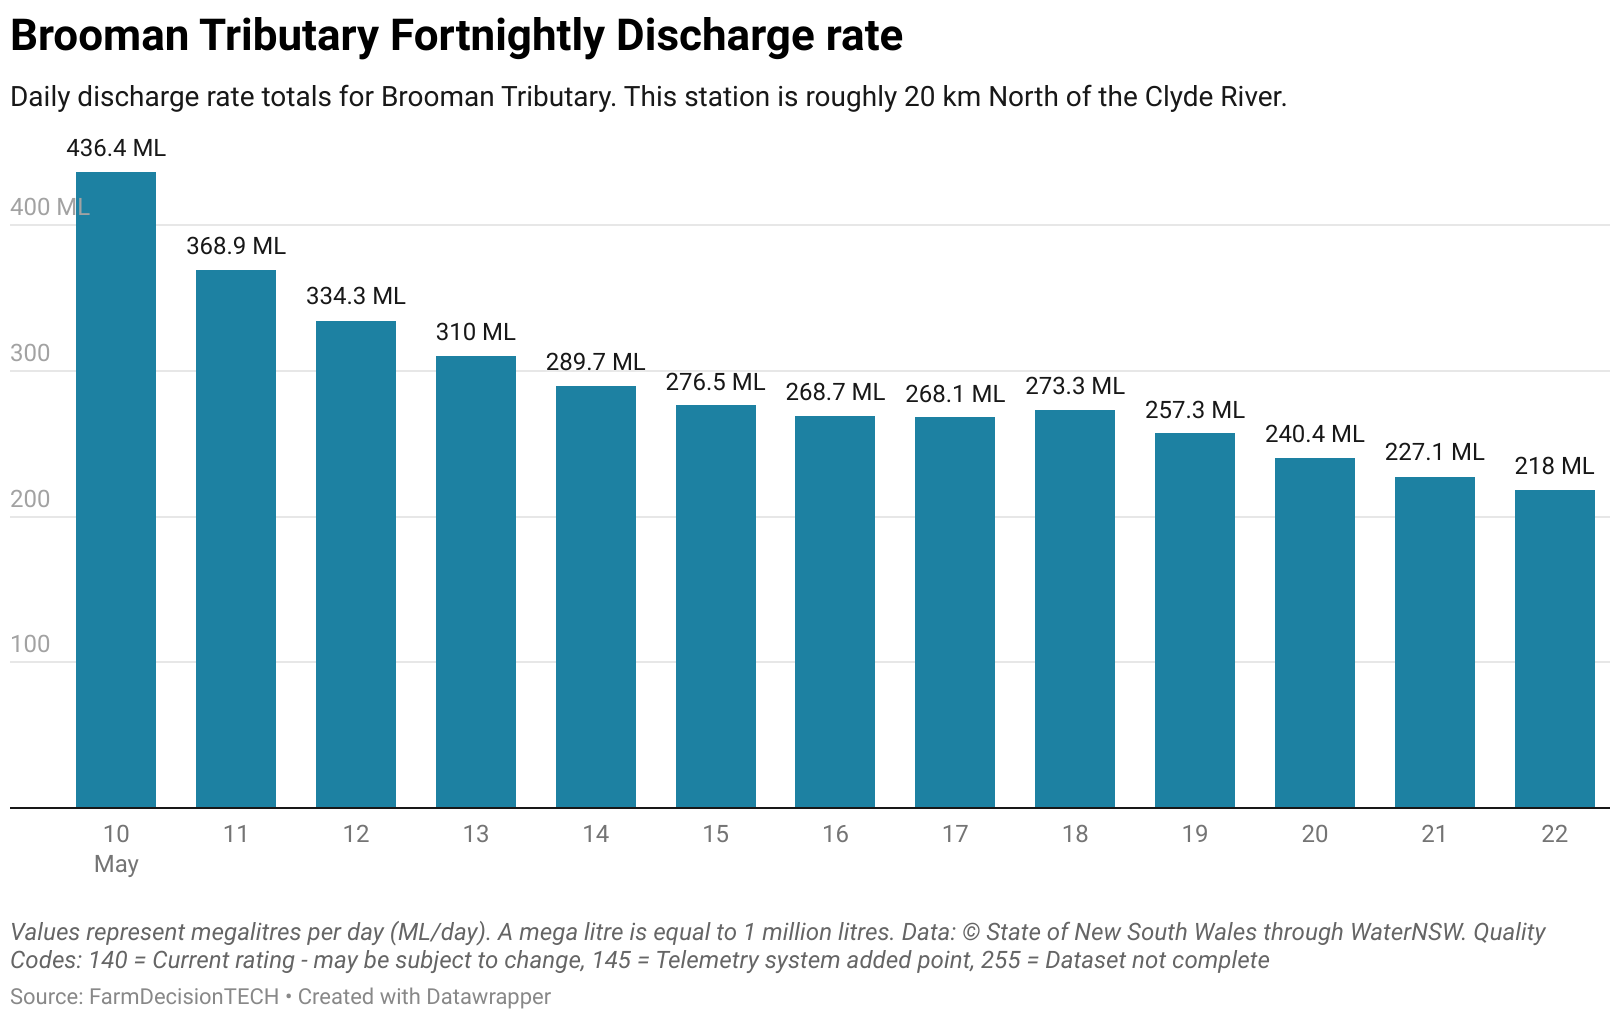 Brooman Tributary Fortnightly Discharge rate
Daily discharge rate totals for Brooman Tributary. This station is roughly 20 km North of the Clyde River.
436.4 ML
400 ML
368.9 ML
334.3 ML
310 ML
300
289.7 ML
276.5 ML
268.7 ML
268.1 ML
273.3 ML
257.3 ML
240.4 ML
227.1 ML
218 ML
200
100
10 11 12 13 14 15 16 17 18 19 20 21 22
May
Values represent megalitres per day (ML/day). A mega litre is equal to 1 million litres. Data: © State of New South Wales through WaterNSW. Quality
Codes: 140 = Current rating - may be subject to change, 145 = Telemetry system added point, 255 = Dataset not complete
Source: FarmDecisionTECH • Created with Datawrapper